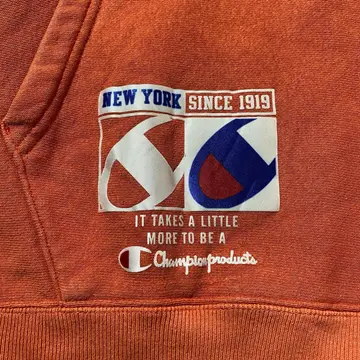 NEW YORK SINCE 1919
IT TAKES A LITTLE
MORE TO BE A
Championproducts